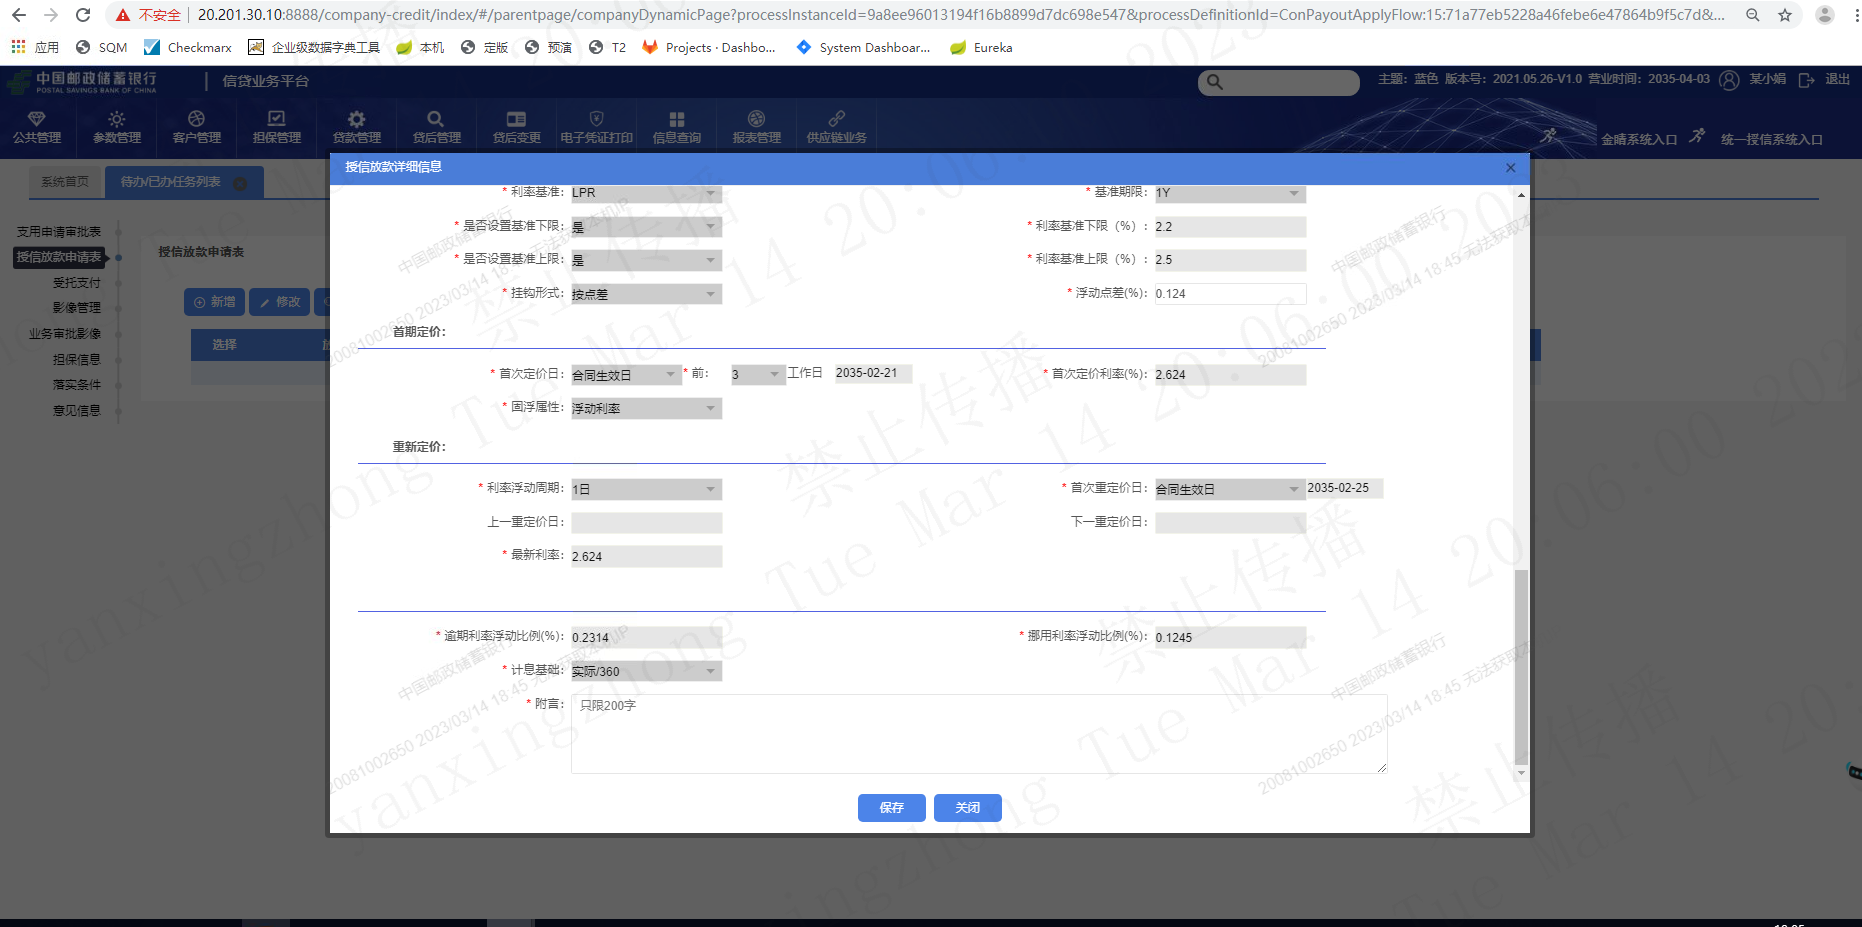 不安全 20.201.30.10:8888/company-credit/index/#/parentpage/companyDynamicPage?processInstanceId=9a8ee96013194f16b8899d7dc698e547&processDefinitionId=ConPayoutApplyFlow:15:71a77eb5228a46febe6e47864b9f5c7d&...
应用 SQM Checkmarx 企业级数据字典工具 本机 定版 预演 T2 Projects · Dashbo... System Dashboar... Eureka
中国邮政储蓄银行 信贷业务平台 主题：蓝色 版本号：2021.05.26-V1.0 营业时间：2035-04-03 某小娟 退出
POSTAL SAVINGS BANK OF CHINA
公共管理 参数管理 客户管理 担保管理 贷款管理 贷后管理 贷后变更 电子凭证打印 信息查询 报表管理 供应链业务 金睛系统入口 统一授信系统入口
系统首页 待办/已办任务列表
支用申请审批表
授信放款申请表
受托支付
影像管理
业务审批影像
担保信息
落实条件
意见信息
授信放款申请表
新增 修改
选择
授信放款详细信息
* 利率基准： LPR * 基准期限： 1Y
* 是否设置基准下限： 是 * 利率基准下限（%）： 2.2
* 是否设置基准上限： 是 * 利率基准上限（%）： 2.5
* 挂钩形式： 按点差 * 浮动点差(%)： 0.124
首期定价：
* 首次定价日： 合同生效日 * 前： 3 工作日 2035-02-21 * 首次定价利率(%)： 2.624
* 固浮属性： 浮动利率
重新定价：
* 利率浮动周期： 1日 * 首次重定价日： 合同生效日 2035-02-25
上一重定价日： 下一重定价日：
* 最新利率： 2.624
* 逾期利率浮动比例(%)： 0.2314 * 挪用利率浮动比例(%)： 0.1245
* 计息基础： 实际/360
* 附言： 只限200字
保存 关闭
中国邮政储蓄银行
20081002650 2023/03/14 18:45 无法获取本机IP
禁止传播
yanxingzhong Tue Mar 14 20:06:00 2023